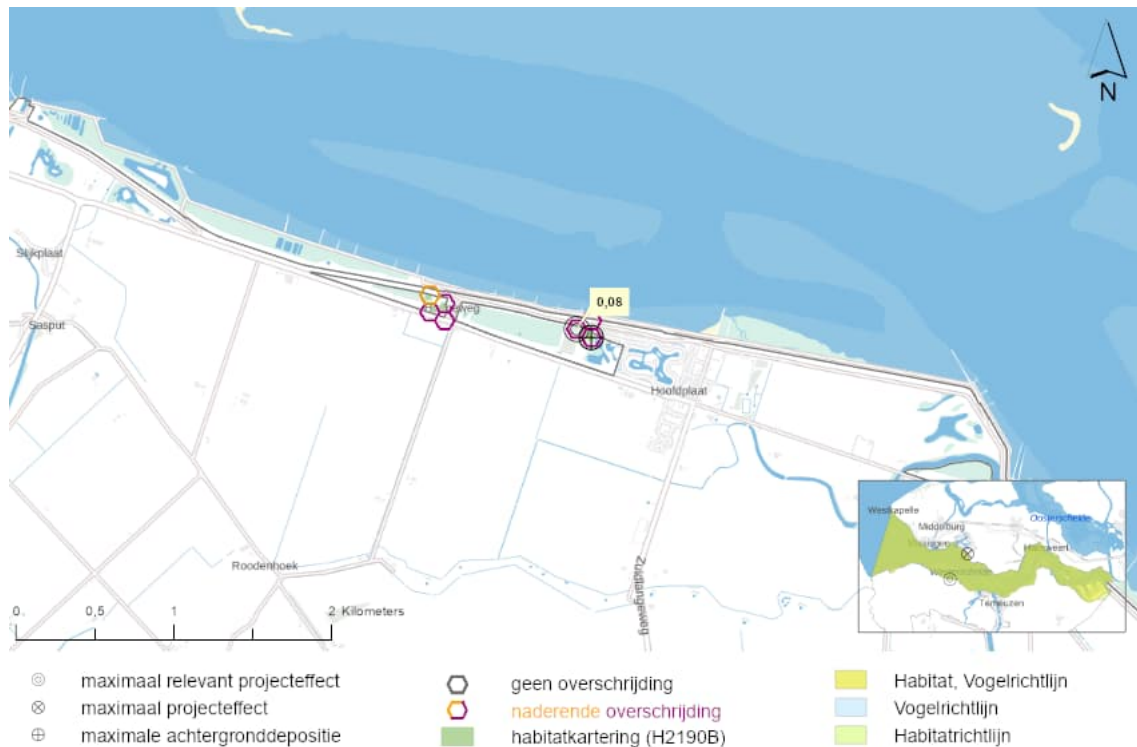 N
0,08
Slijkplaat
Sasput
Hoofdplaat
Roodenhoek
Zuidlangeweg
Westkapelle
Middelburg
Oosterschelde
Terneuzen
0 0,5 1 2 Kilometers
maximaal relevant projecteffect
maximaal projecteffect
maximale achtergronddepositie
geen overschrijding
naderende overschrijding
habitatkartering (H2190B)
Habitat, Vogelrichtlijn
Vogelrichtlijn
Habitatrichtlijn